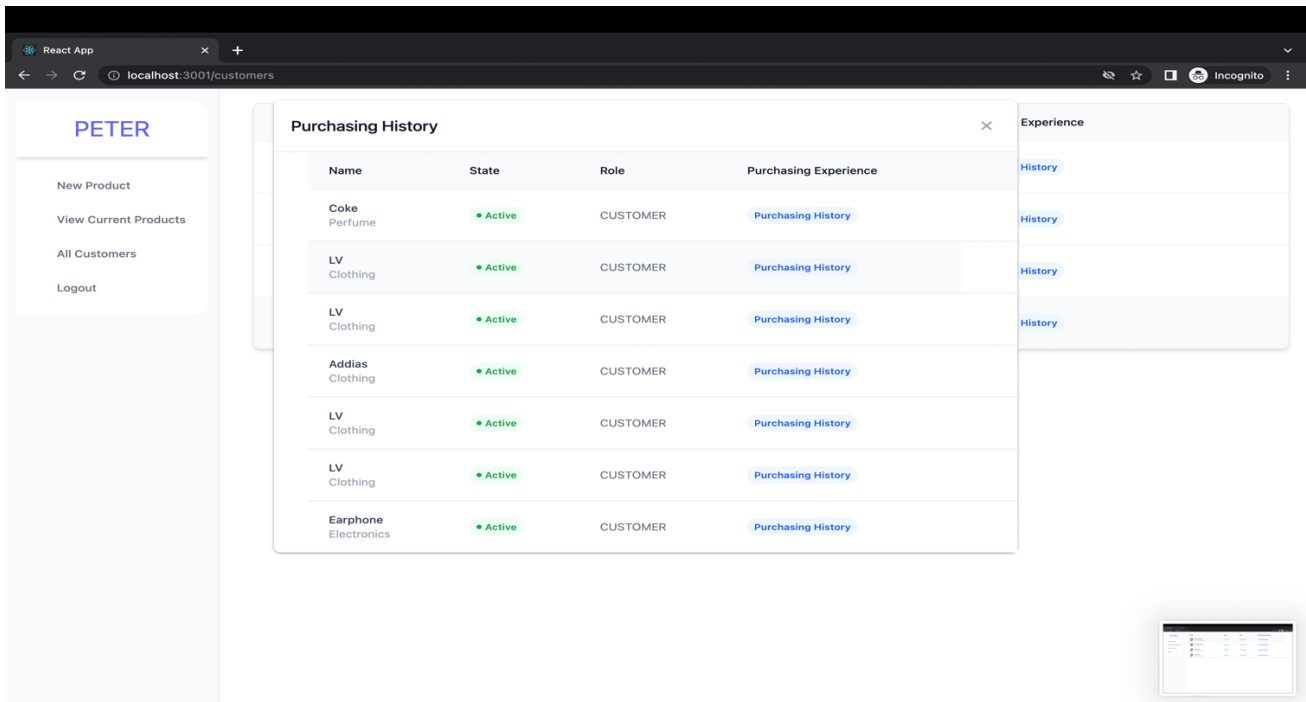 React App
localhost:3001/customers
Incognito
PETER
New Product
View Current Products
All Customers
Logout
Purchasing History
Name State Role Purchasing Experience
Coke
Perfume
Active CUSTOMER Purchasing History
LV
Clothing
Active CUSTOMER Purchasing History
LV
Clothing
Active CUSTOMER Purchasing History
Addias
Clothing
Active CUSTOMER Purchasing History
LV
Clothing
Active CUSTOMER Purchasing History
LV
Clothing
Active CUSTOMER Purchasing History
Earphone
Electronics
Active CUSTOMER Purchasing History
Experience
History
History
History
History